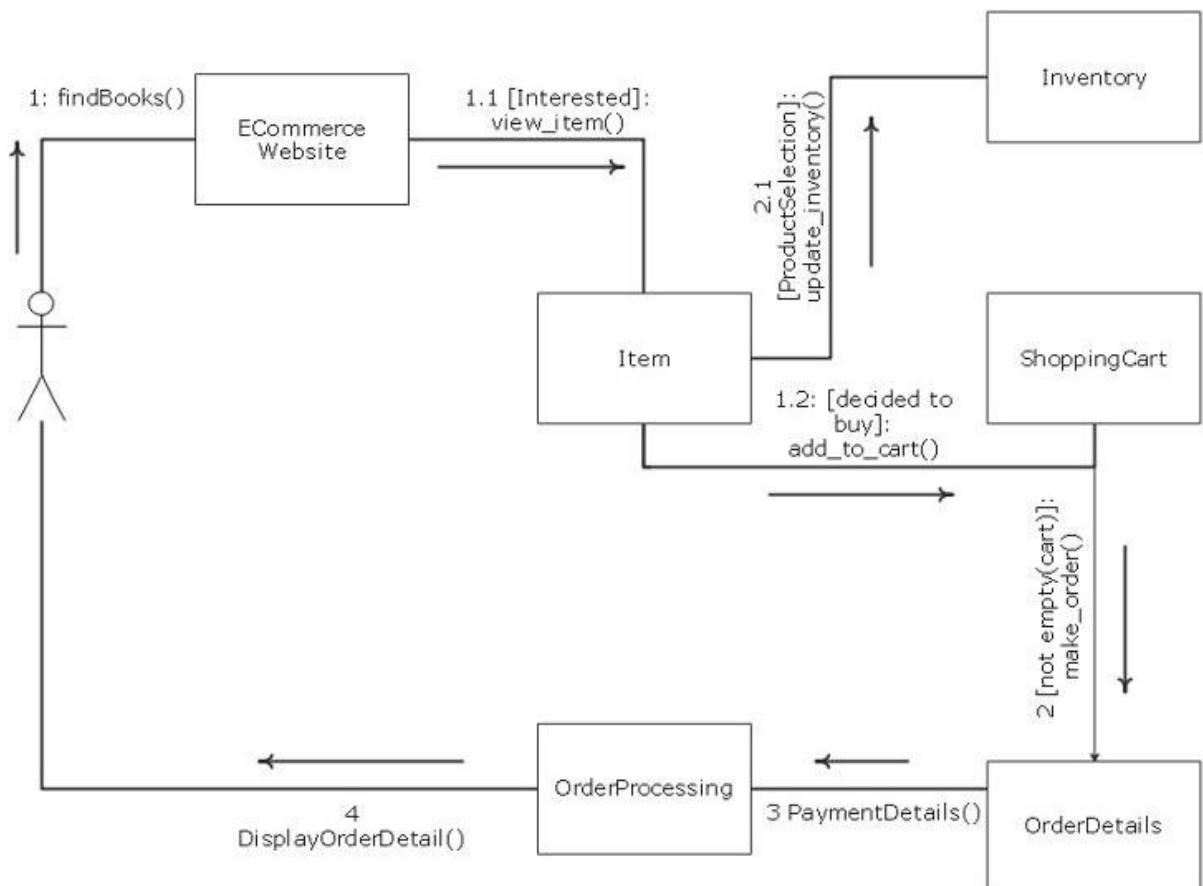 1: findBooks()
ECommerce
Website
1.1 [Interested]:
view_item()
2.1
[ProductSelection]:
update_inventory()
Inventory
Item
ShoppingCart
1.2: [decided to
buy]:
add_to_cart()
2 [not empty(cart)]:
make_order()
OrderProcessing
3 PaymentDetails()
OrderDetails
4
DisplayOrderDetail()